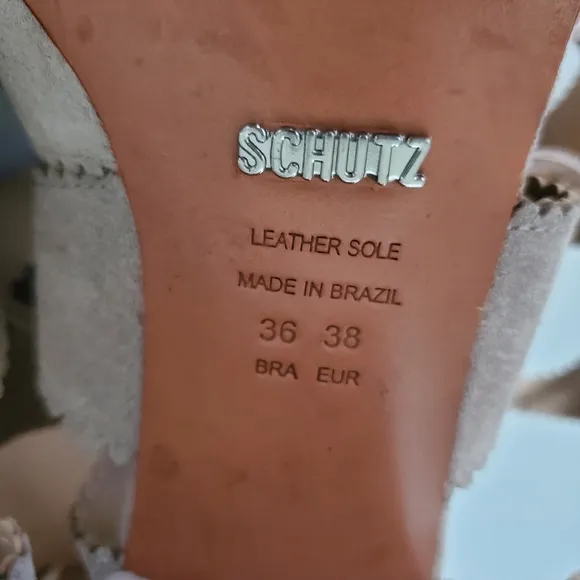 SCHUTZ
LEATHER SOLE
MADE IN BRAZIL
36 38
BRA EUR